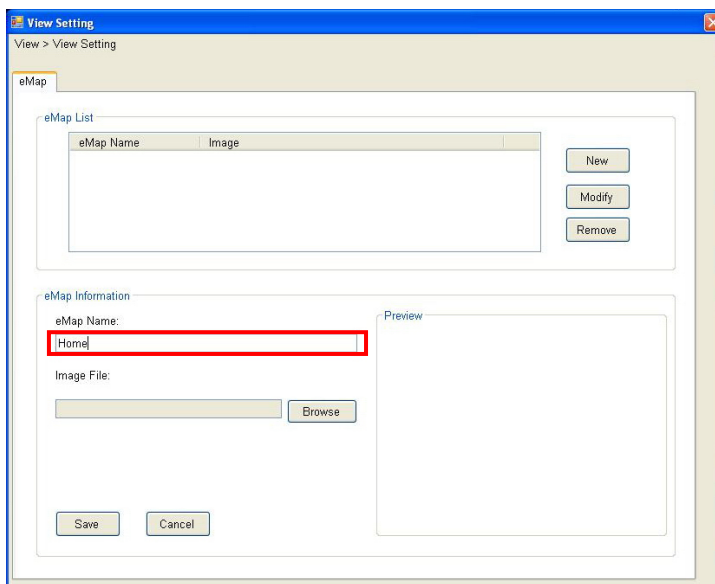 View Setting
View > View Setting
eMap
eMap List
eMap Name Image
New
Modify
Remove
eMap Information
eMap Name:
Home
Image File:
Browse
Preview
Save Cancel